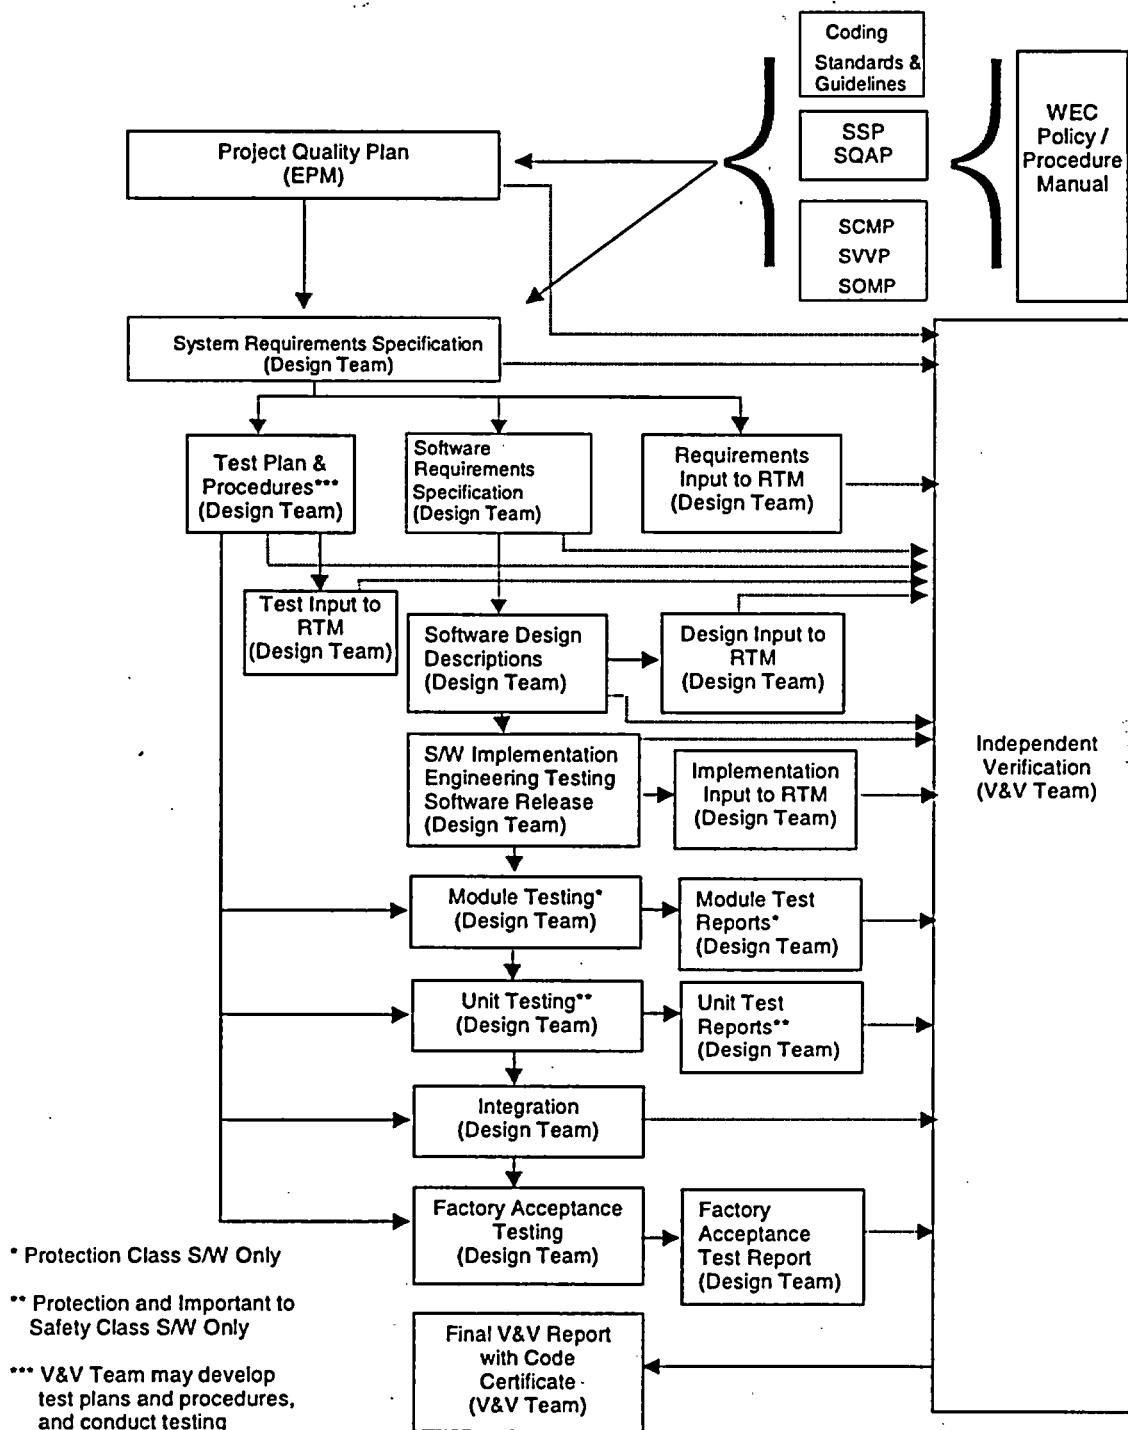 Coding
Standards &
Guidelines
WEC
Policy /
Procedure
Manual
SSP
SQAP
Project Quality Plan
(EPM)
SCMP
SVVP
SOMP
System Requirements Specification
(Design Team)
Test Plan &
Procedures***
(Design Team)
Software
Requirements
Specification
(Design Team)
Requirements
Input to RTM
(Design Team)
Test Input to
RTM
(Design Team)
Software Design
Descriptions
(Design Team)
Design Input to
RTM
(Design Team)
S/W Implementation
Engineering Testing
Software Release
(Design Team)
Implementation
Input to RTM
(Design Team)
Independent
Verification
(V&V Team)
Module Testing*
(Design Team)
Module Test
Reports*
(Design Team)
Unit Testing**
(Design Team)
Unit Test
Reports**
(Design Team)
Integration
(Design Team)
Factory Acceptance
Testing
(Design Team)
Factory
Acceptance
Test Report
(Design Team)
* Protection Class S/W Only
** Protection and Important to
Safety Class S/W Only
*** V&V Team may develop
test plans and procedures,
and conduct testing
Final V&V Report
with Code
Certificate
(V&V Team)